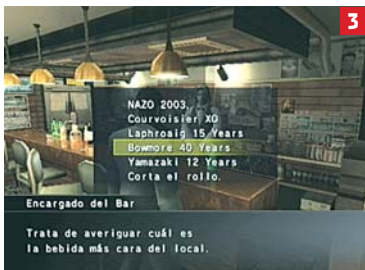 3
NAZO 2003.
Courvoisier XO
Laphroaig 15 Years
Bowmore 40 Years
Yamazaki 12 Years
Corta el rollo.
Encargado del Bar
Trata de averiguar cuál es
la bebida más cara del local.